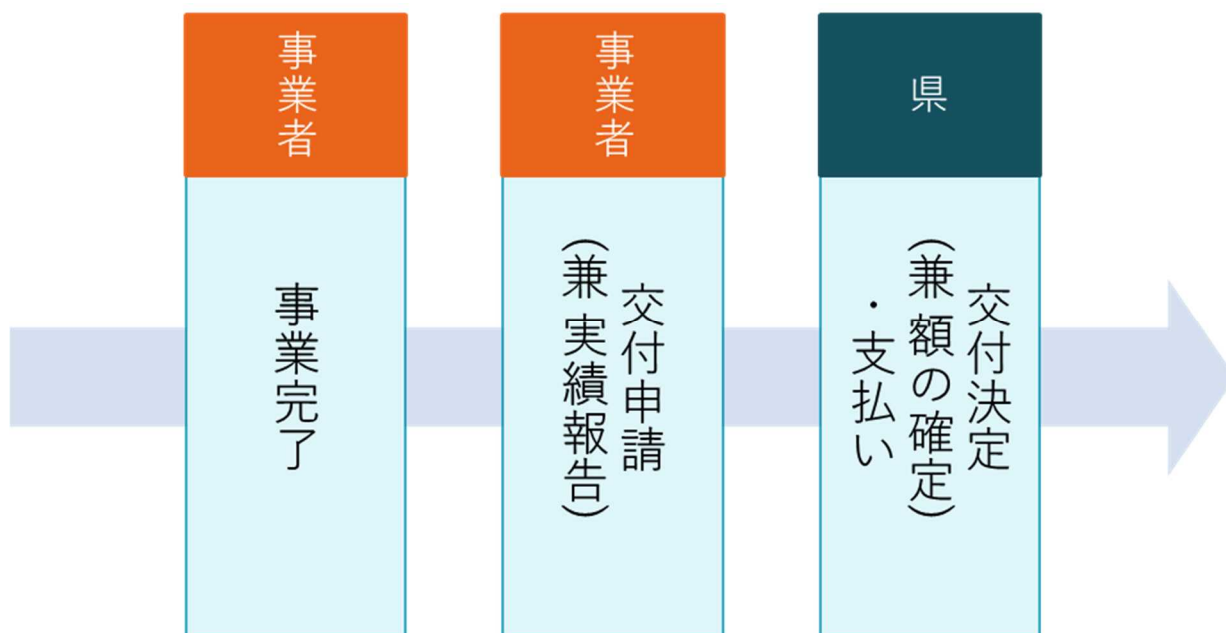 事業者
事業完了
事業者
交付申請
(兼 実績報告)
県
交付決定
(兼 額の確定)
・支払い